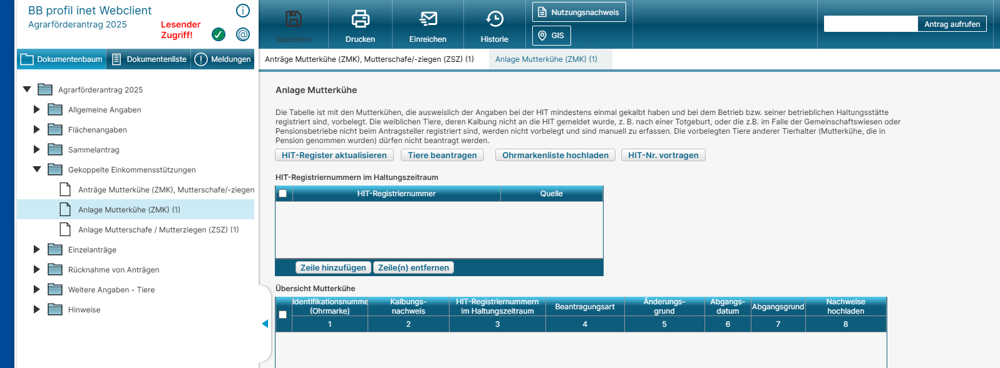 BB profil inet Webclient
Agrarförderantrag 2025
Lesender
Zugriff!
Speichern
Drucken
Einreichen
Historie
Nutzungsnachweis
GIS
Antrag aufrufen
Dokumentenbaum
Dokumentenliste
Meldungen
Anträge Mutterkühe (ZMK), Mutterschafe/-ziegen (ZSZ) (1)
Anlage Mutterkühe (ZMK) (1)
Agrarförderantrag 2025
Allgemeine Angaben
Flächenangaben
Sammelantrag
Gekoppelte Einkommensstützungen
Anträge Mutterkühe (ZMK), Mutterschafe/-ziegen
Anlage Mutterkühe (ZMK) (1)
Anlage Mutterschafe / Mutterziegen (ZSZ) (1)
Einzelanträge
Rücknahme von Anträgen
Weitere Angaben - Tiere
Hinweise
Anlage Mutterkühe
Die Tabelle ist mit den Mutterkühen, die ausweislich der Angaben bei der HIT mindestens einmal gekalbt haben und bei dem Betrieb bzw. seiner betrieblichen Haltungsstätte
registriert sind, vorbelegt. Die weiblichen Tiere, deren Kalbung nicht an die HIT gemeldet wurde, z. B. nach einer Totgeburt, oder die z.B. im Falle der Gemeinschaftswiesen oder
Pensionsbetriebe nicht beim Antragsteller registriert sind, werden nicht vorbelegt und sind manuell zu erfassen. Die vorbelegten Tiere anderer Tierhalter (Mutterkühe, die in
Pension genommen wurden) dürfen nicht beantragt werden.
HIT-Register aktualisieren
Tiere beantragen
Ohrmarkenliste hochladen
HIT-Nr. vortragen
HIT-Registriernummern im Haltungszeitraum
HIT-Registriernummer
Quelle
Zeile hinzufügen
Zeile(n) entfernen
Übersicht Mutterkühe
Identifikationsnumme
(Ohrmarke)
Kalbungs-
nachweis
HIT-Registriernummern
im Haltungszeitraum
Beantragungsart
Änderungs-
grund
Abgangs-
datum
Abgangsgrund
Nachweise
hochladen
1
2
3
4
5
6
7
8